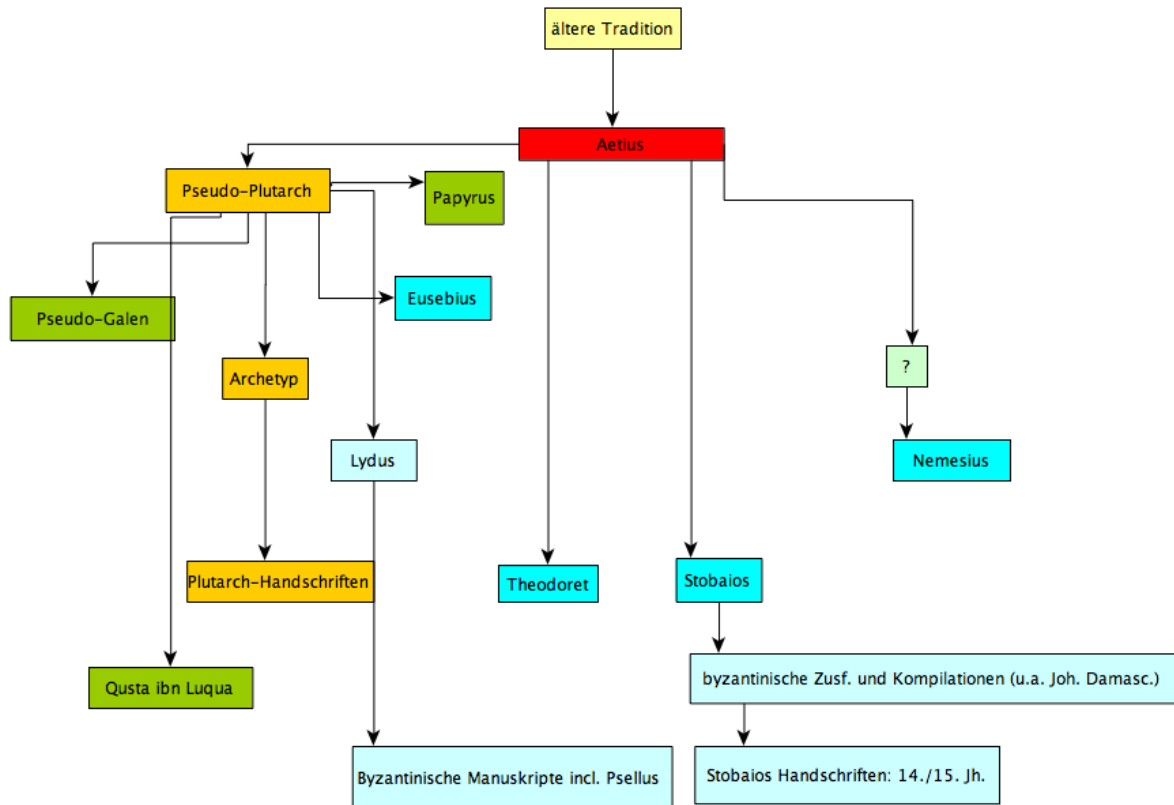 ältere Tradition
Aetius
Pseudo-Plutarch
Papyrus
Eusebius
Pseudo-Galen
Archetyp
?
Lydus
Nemesius
Plutarch-Handschriften
Theodoret
Stobaios
Qusta ibn Luqua
byzantinische Zusf. und Kompilationen (u.a. Joh. Damasc.)
Byzantinische Manuskripte incl. Psellus
Stobaios Handschriften: 14./15. Jh.